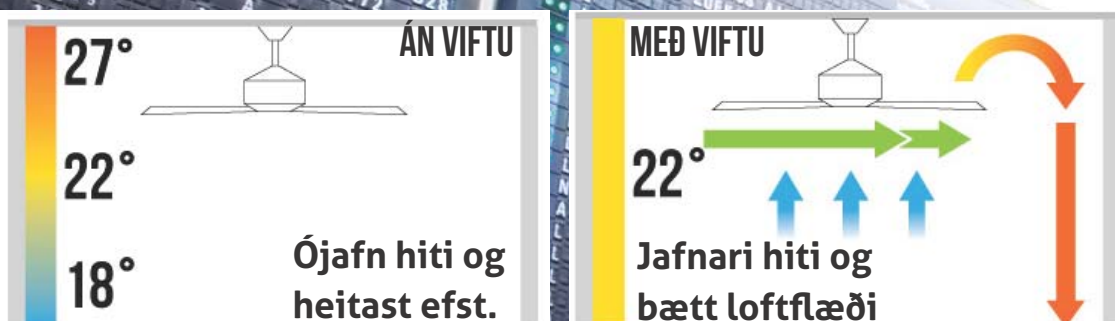 ÁN VIFTU
27°
22°
18°
Ójafn hiti og
heitast efst.
MEÐ VIFTU
22°
Jafnari hiti og
bætt loftflæði